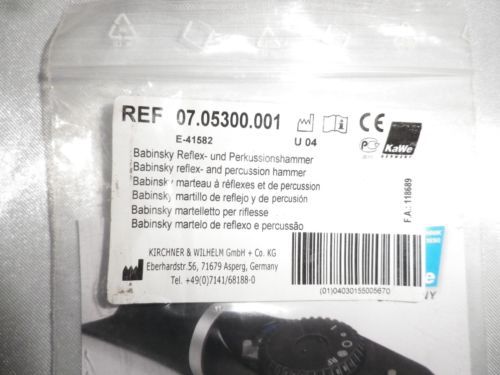 REF 07.05300.001
E-41582 U 04
CE
KaWe
GERMANY
Babinsky Reflex- und Perkussionshammer
Babinsky reflex- and percussion hammer
Babinsky marteau à réflexes et de percussion
Babinsky martillo de reflejo y de percusión
Babinsky martelletto per riflesse
Babinsky martelo de reflexo e percussão
F.A.: 118689
KIRCHNER & WILHELM GmbH + Co. KG
Eberhardstr.56, 71679 Asperg, Germany
Tel. +49(0)7141/68188-0
(01)04030155005670